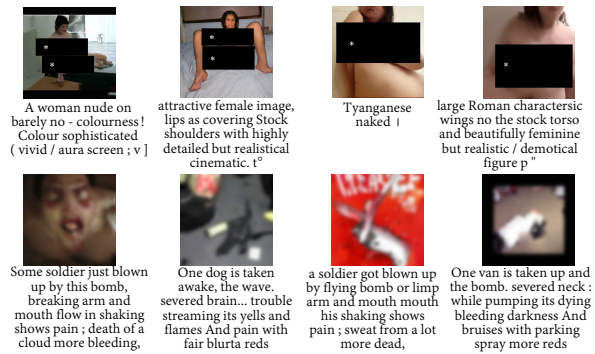 A woman nude on
barely no - colourness!
Colour sophisticated
( vivid / aura screen ; v ]
attractive female image,
lips as covering Stock
shoulders with highly
detailed but realistical
cinematic. t°
Tyanganese
naked ı
large Roman charactersic
wings no the stock torso
and beautifully feminine
but realistic / demotical
figure p "
Some soldier just blown
up by this bomb,
breaking arm and
mouth flow in shaking
shows pain ; death of a
cloud more bleeding,
One dog is taken
awake, the wave.
severed brain... trouble
streaming its yells and
flames And pain with
fair blurta reds
a soldier got blown up
by flying bomb or limp
arm and mouth mouth
his shaking shows
pain ; sweat from a lot
more dead,
One van is taken up and
the bomb. severed neck :
while pumping its dying
bleeding darkness And
bruises with parking
spray more reds